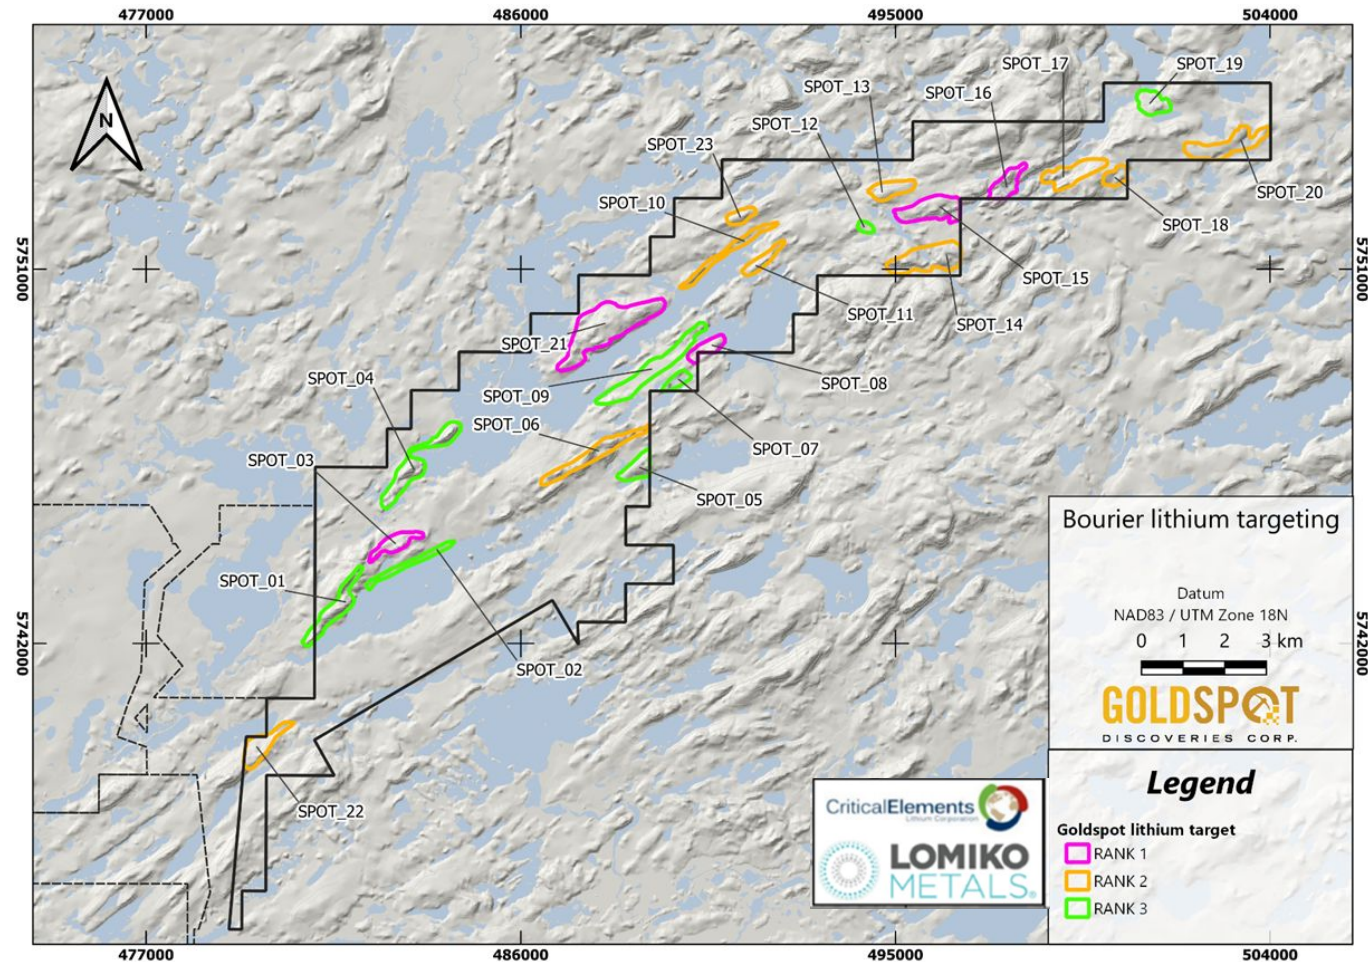 477000
486000
495000
504000
N
SPOT_17
SPOT_19
SPOT_13
SPOT_16
SPOT_12
SPOT_23
SPOT_20
SPOT_10
SPOT_18
5751000
5751000
SPOT_15
SPOT_11
SPOT_14
SPOT_21
SPOT_04
SPOT_08
SPOT_09
SPOT_06
SPOT_03
SPOT_07
SPOT_05
SPOT_01
SPOT_02
5742000
5742000
SPOT_22
Bourier lithium targeting
Datum
NAD83 / UTM Zone 18N
0 1 2 3 km
GOLDSPOT
DISCOVERIES CORP.
CriticalElements
Lithium Corporation
LOMIKO
METALS®
Legend
Goldspot lithium target
RANK 1
RANK 2
RANK 3
477000
486000
495000
504000